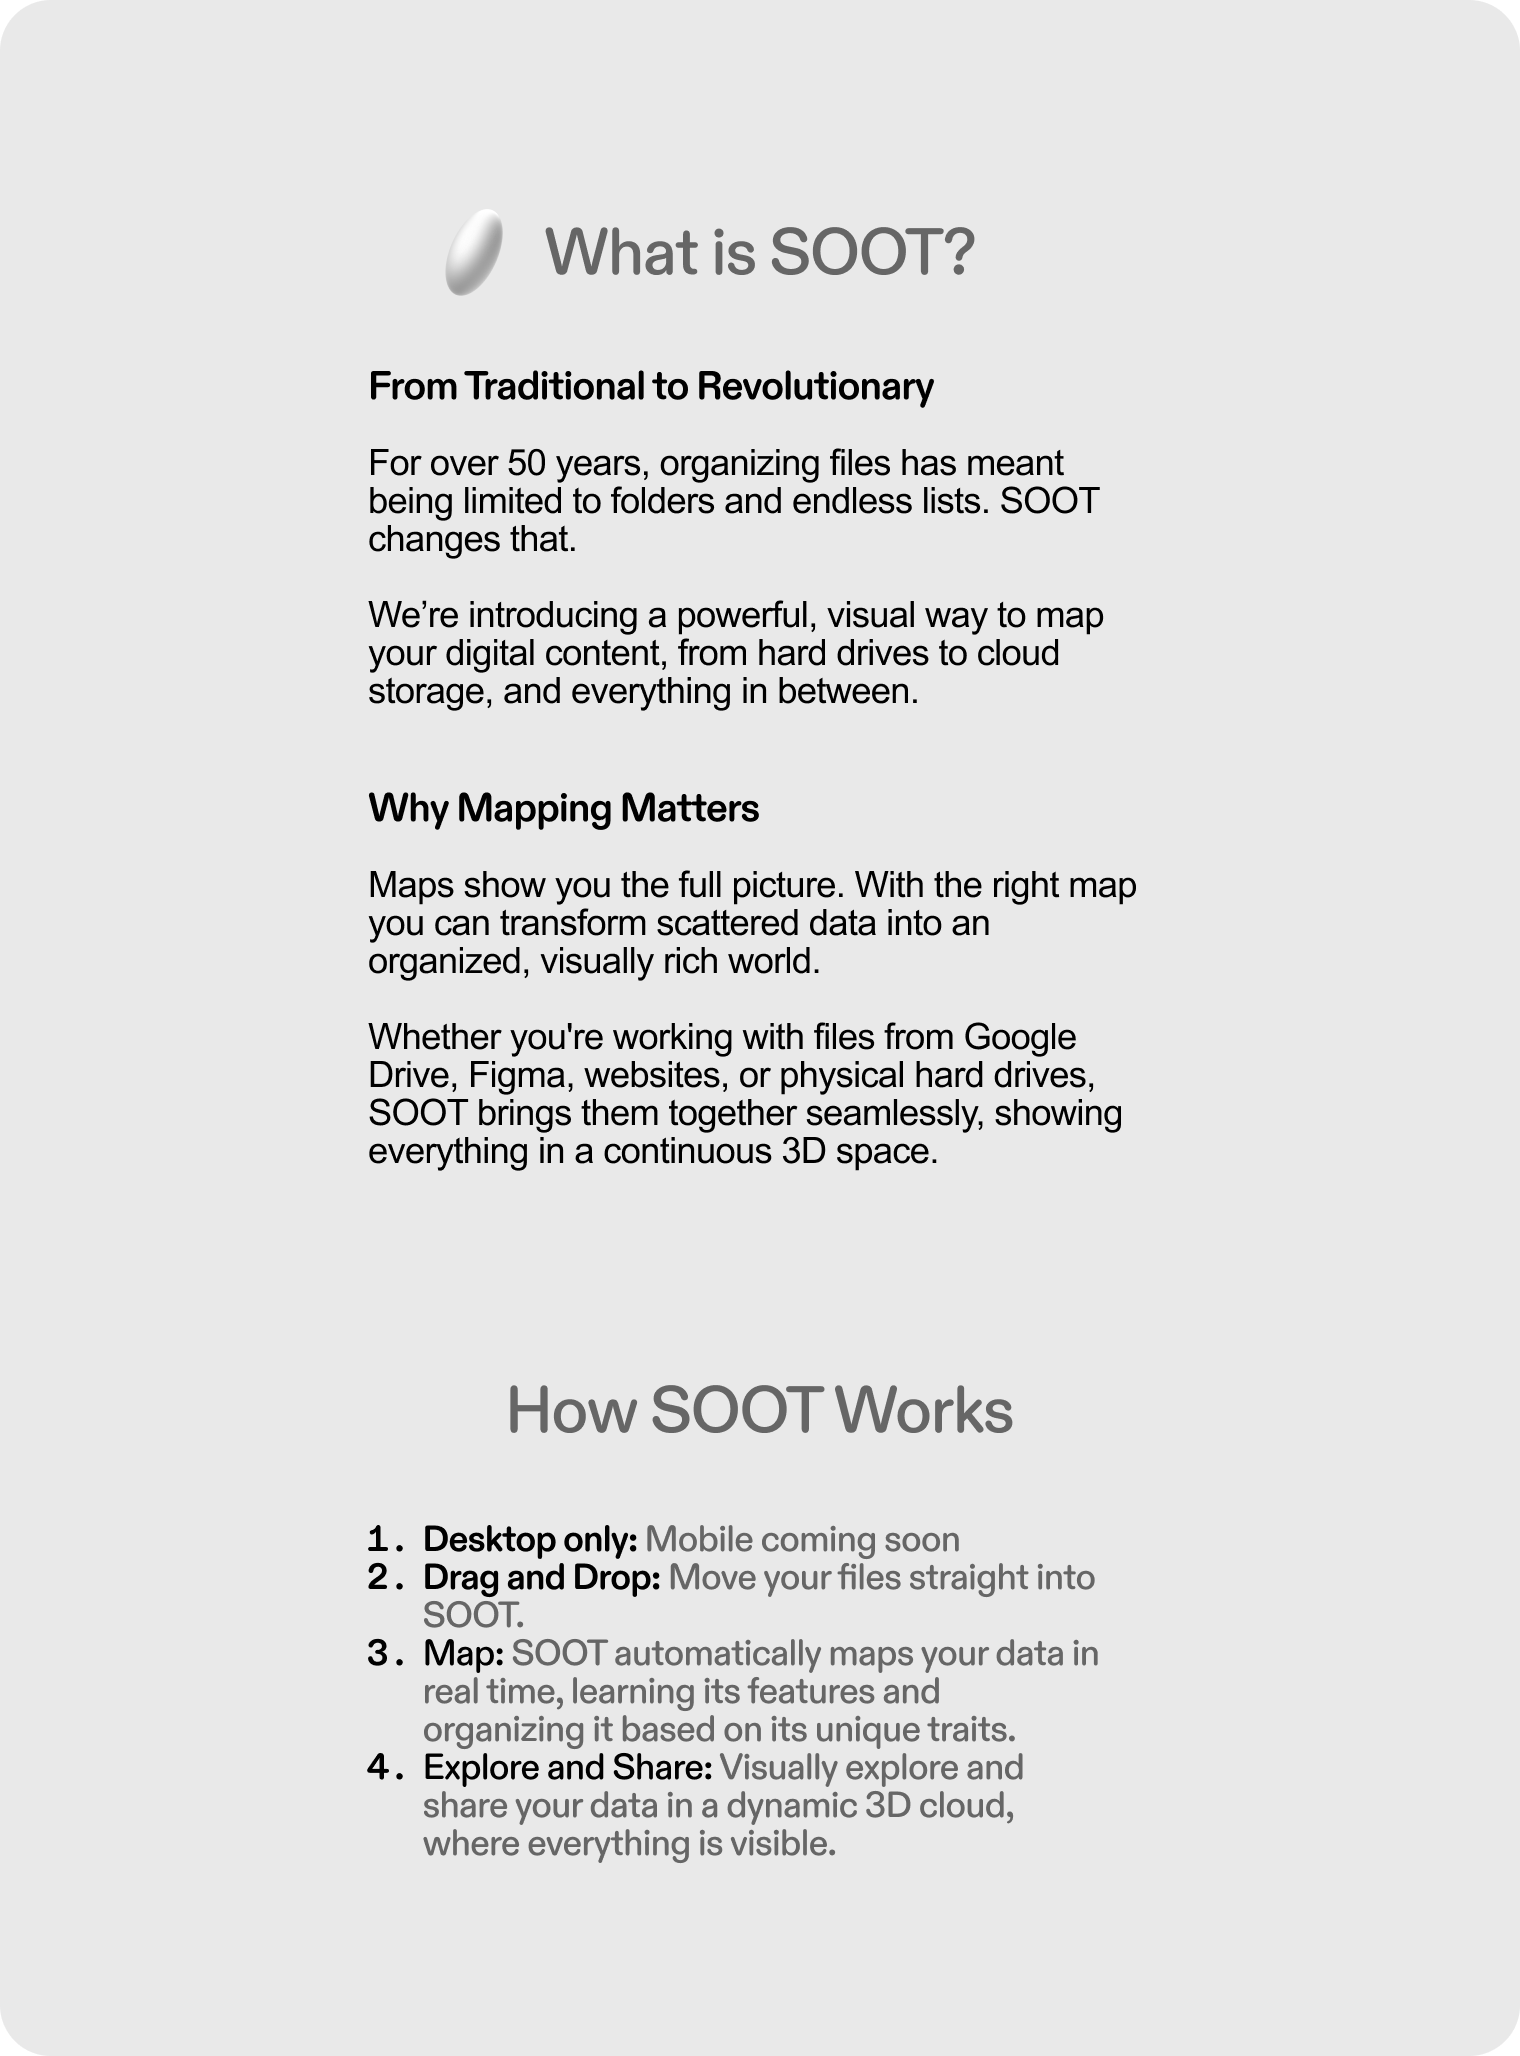 What is SOOT?
From Traditional to Revolutionary
For over 50 years, organizing files has meant
being limited to folders and endless lists. SOOT
changes that.
We’re introducing a powerful, visual way to map
your digital content, from hard drives to cloud
storage, and everything in between.
Why Mapping Matters
Maps show you the full picture. With the right map
you can transform scattered data into an
organized, visually rich world.
Whether you're working with files from Google
Drive, Figma, websites, or physical hard drives,
SOOT brings them together seamlessly, showing
everything in a continuous 3D space.
How SOOT Works
1. Desktop only: Mobile coming soon
2. Drag and Drop: Move your files straight into
SOOT.
3. Map: SOOT automatically maps your data in
real time, learning its features and
organizing it based on its unique traits.
4. Explore and Share: Visually explore and
share your data in a dynamic 3D cloud,
where everything is visible.